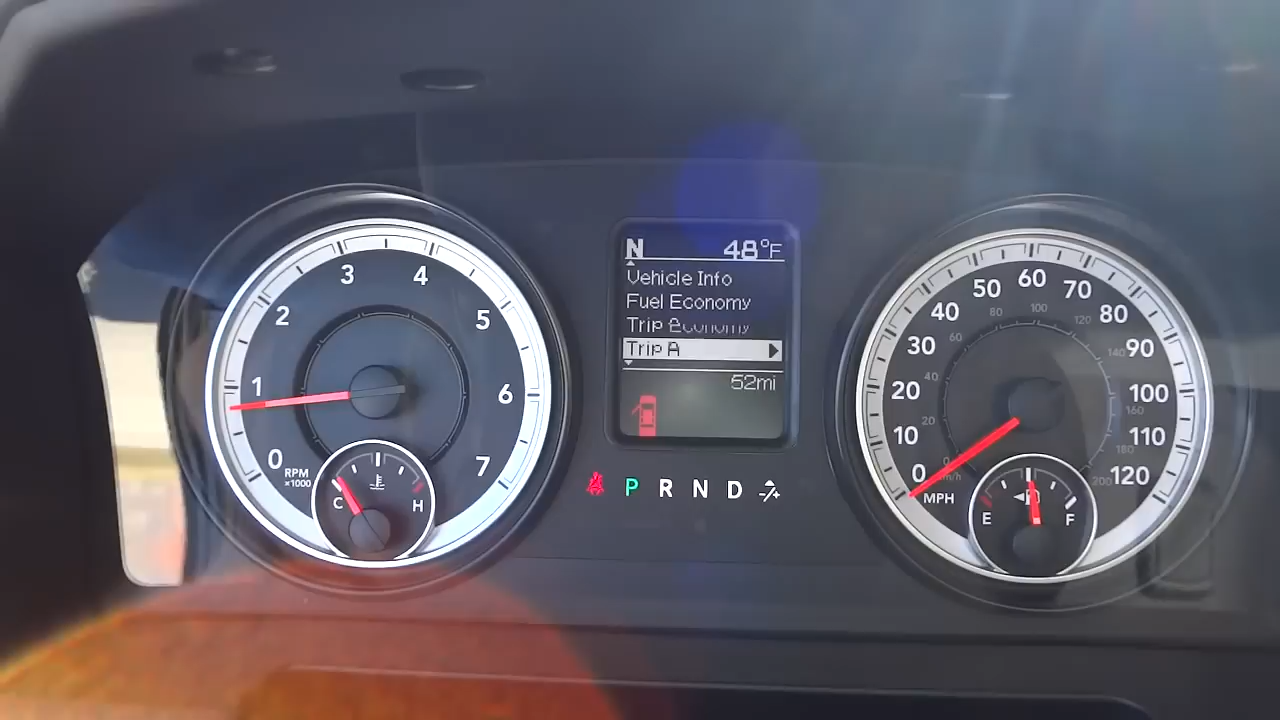 N 48°F
Vehicle Info
Fuel Economy
Trip Economy
Trip A
52mi
P R N D
0 1 2 3 4 5 6 7
RPM
x1000
C H
0 10 20 30 40 50 60 70 80 90 100 110 120
MPH
0 20 40 60 80 100 120 140 160 180 200
km/h
E F